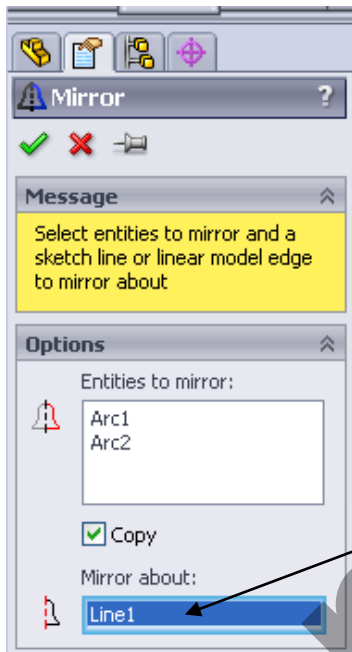 Mirror ?
Message
Select entities to mirror and a
sketch line or linear model edge
to mirror about
Options
Entities to mirror:
Arc1
Arc2
Copy
Mirror about:
Line1